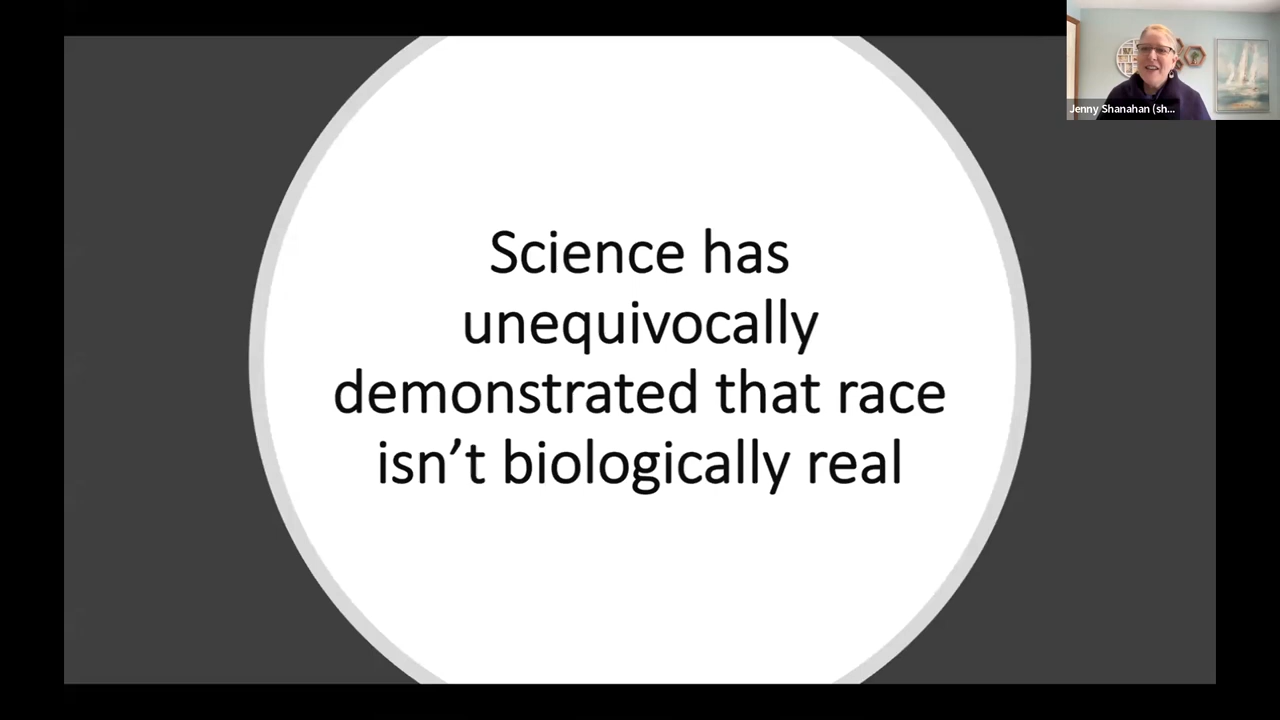 Science has
unequivocally
demonstrated that race
isn’t biologically real
Jenny Shanahan (sh...